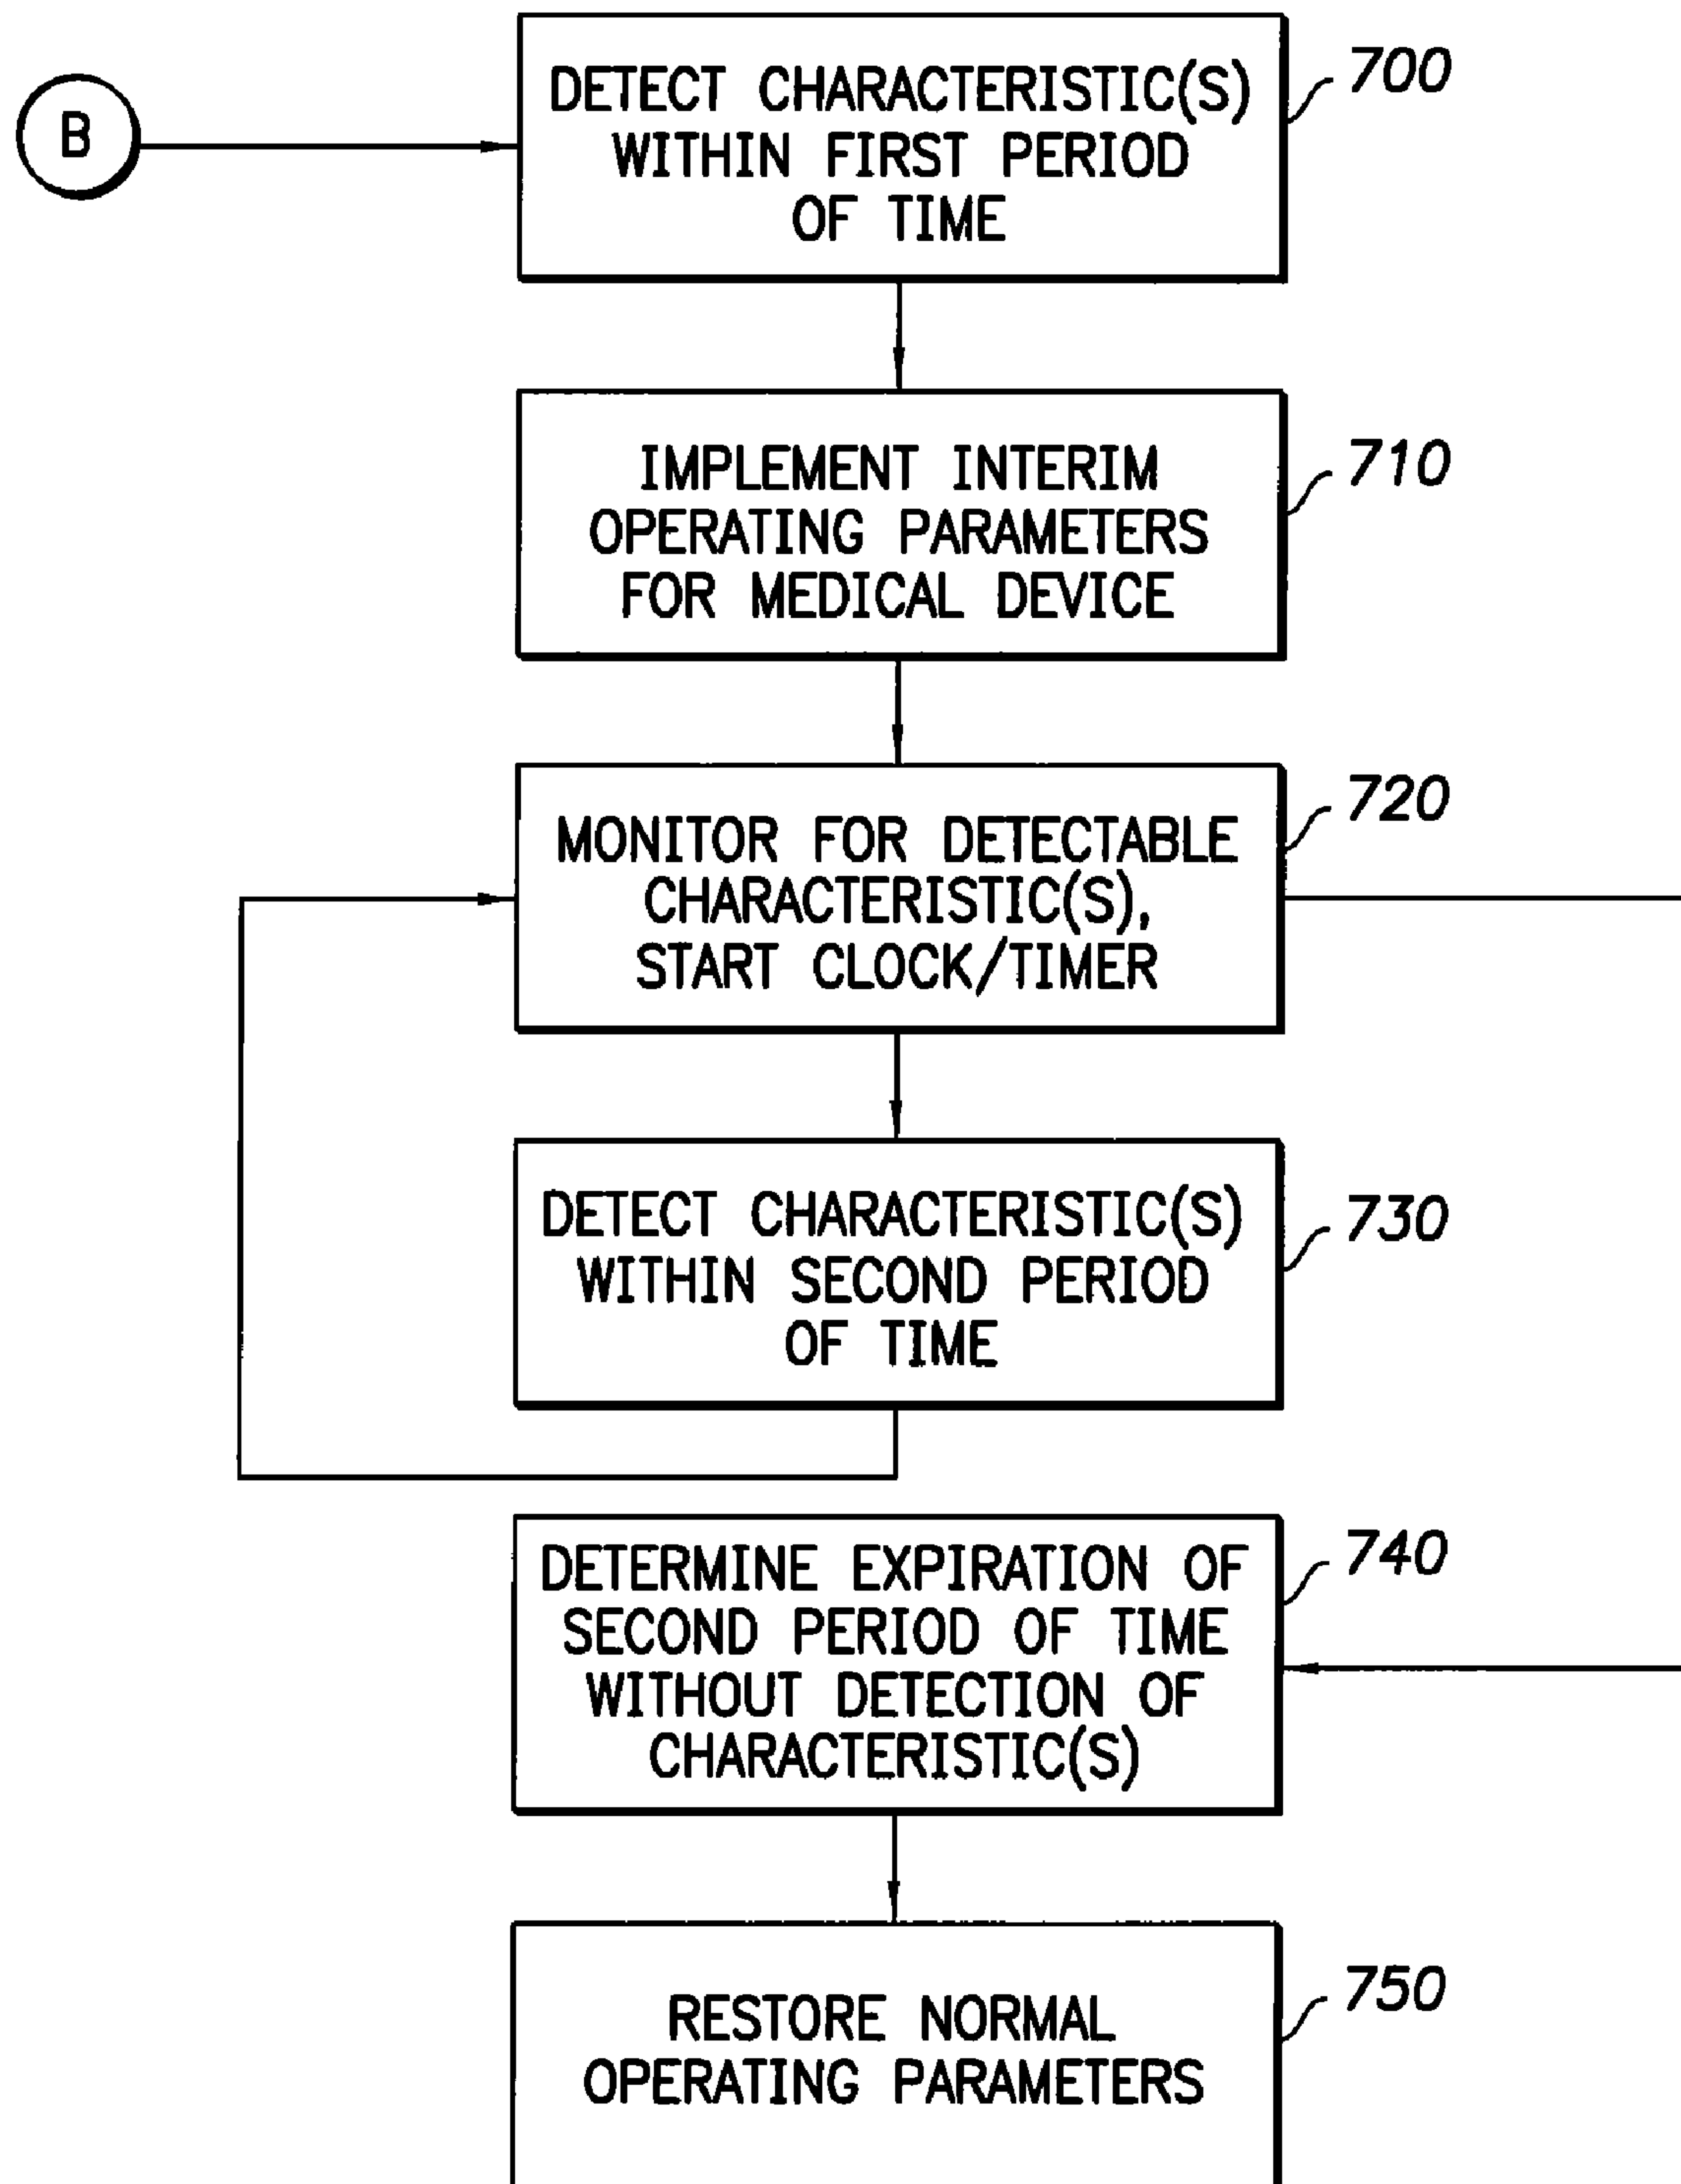 B
DETECT CHARACTERISTIC(S)
WITHIN FIRST PERIOD
OF TIME
700
IMPLEMENT INTERIM
OPERATING PARAMETERS
FOR MEDICAL DEVICE
710
MONITOR FOR DETECTABLE
CHARACTERISTIC(S),
START CLOCK/TIMER
720
DETECT CHARACTERISTIC(S)
WITHIN SECOND PERIOD
OF TIME
730
DETERMINE EXPIRATION OF
SECOND PERIOD OF TIME
WITHOUT DETECTION OF
CHARACTERISTIC(S)
740
RESTORE NORMAL
OPERATING PARAMETERS
750